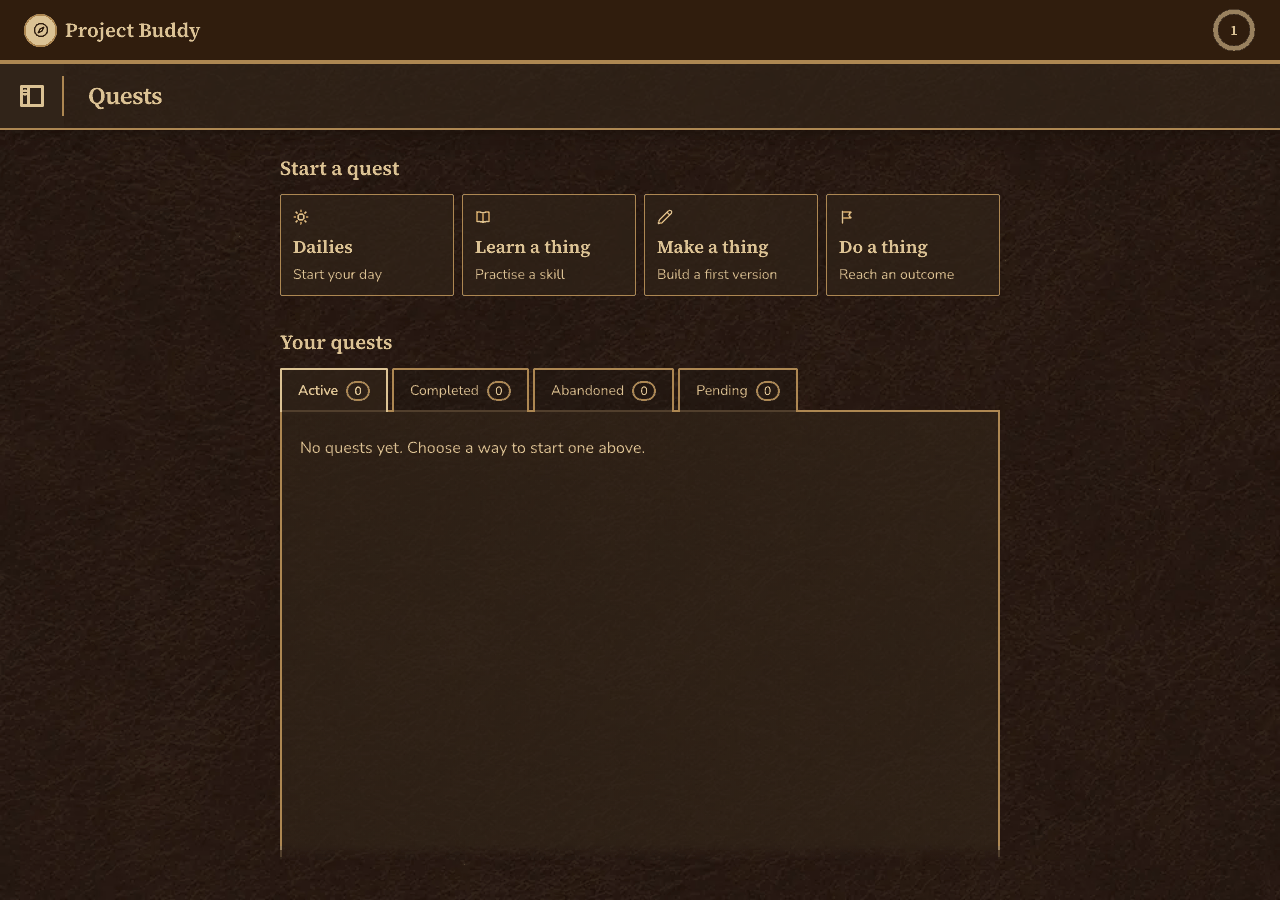 Project Buddy
1
Quests
Start a quest
Dailies
Start your day
Learn a thing
Practise a skill
Make a thing
Build a first version
Do a thing
Reach an outcome
Your quests
Active 0
Completed 0
Abandoned 0
Pending 0
No quests yet. Choose a way to start one above.